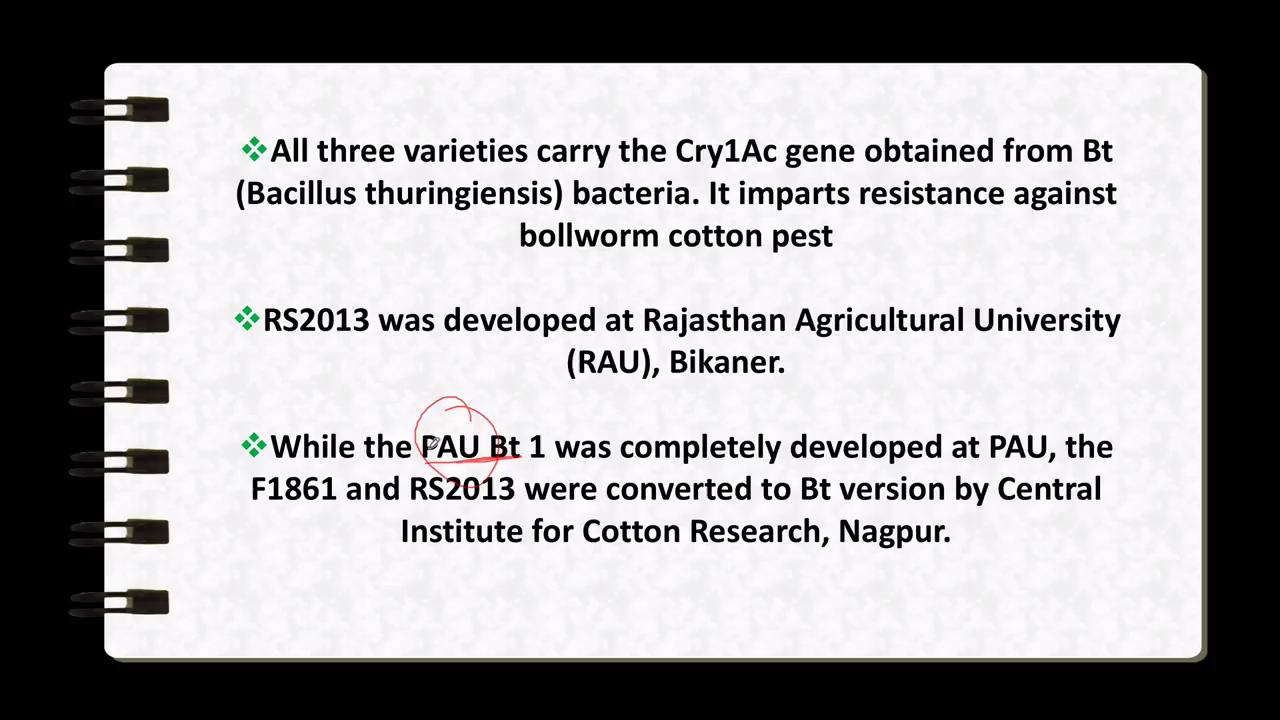 ❖All three varieties carry the Cry1Ac gene obtained from Bt
(Bacillus thuringiensis) bacteria. It imparts resistance against
bollworm cotton pest
❖RS2013 was developed at Rajasthan Agricultural University
(RAU), Bikaner.
❖While the PAU Bt 1 was completely developed at PAU, the
F1861 and RS2013 were converted to Bt version by Central
Institute for Cotton Research, Nagpur.